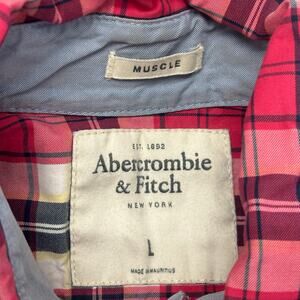 MUSCLE
EST. 1892
Abercrombie
& Fitch
NEW YORK
L
MADE IN MAURITIUS